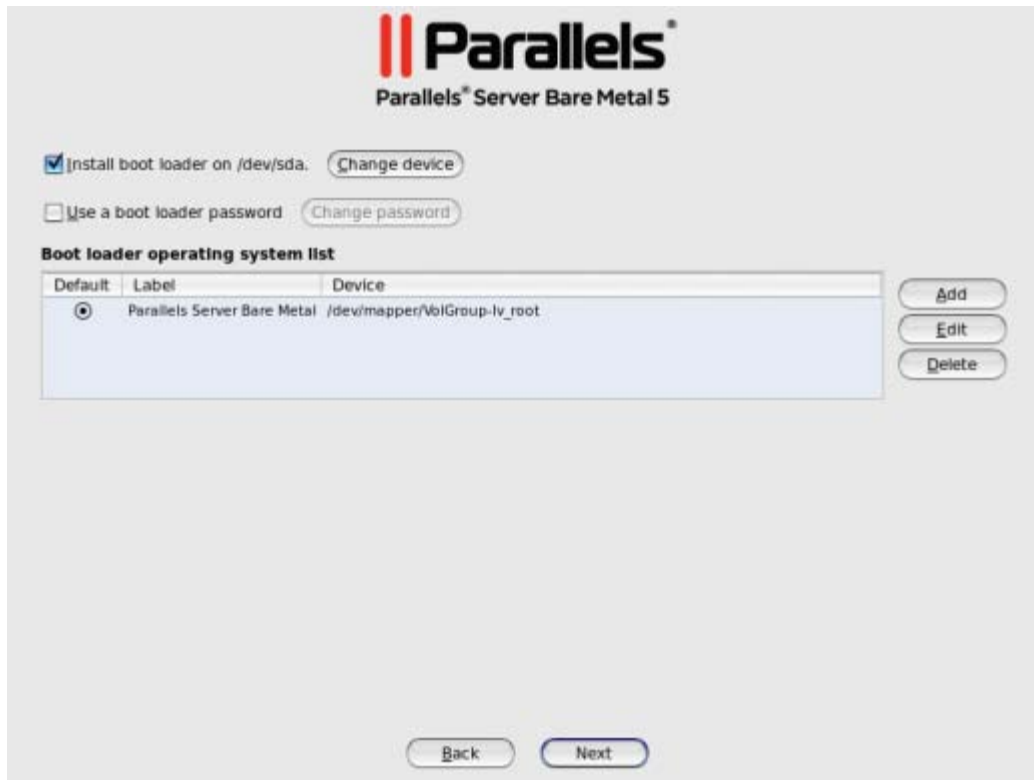 Parallels®
Parallels® Server Bare Metal 5
Install boot loader on /dev/sda. Change device
Use a boot loader password Change password
Boot loader operating system list
Default Label Device
Parallels Server Bare Metal /dev/mapper/VolGroup-lv_root
Add
Edit
Delete
Back Next